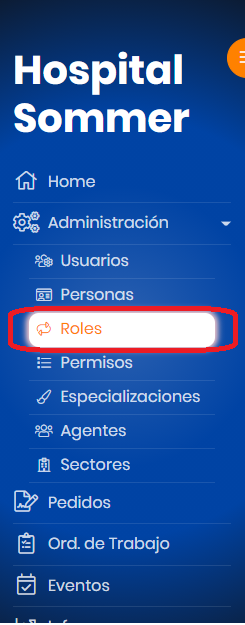 Hospital
Sommer
Home
Administración
Usuarios
Personas
Roles
Permisos
Especializaciones
Agentes
Sectores
Pedidos
Ord. de Trabajo
Eventos